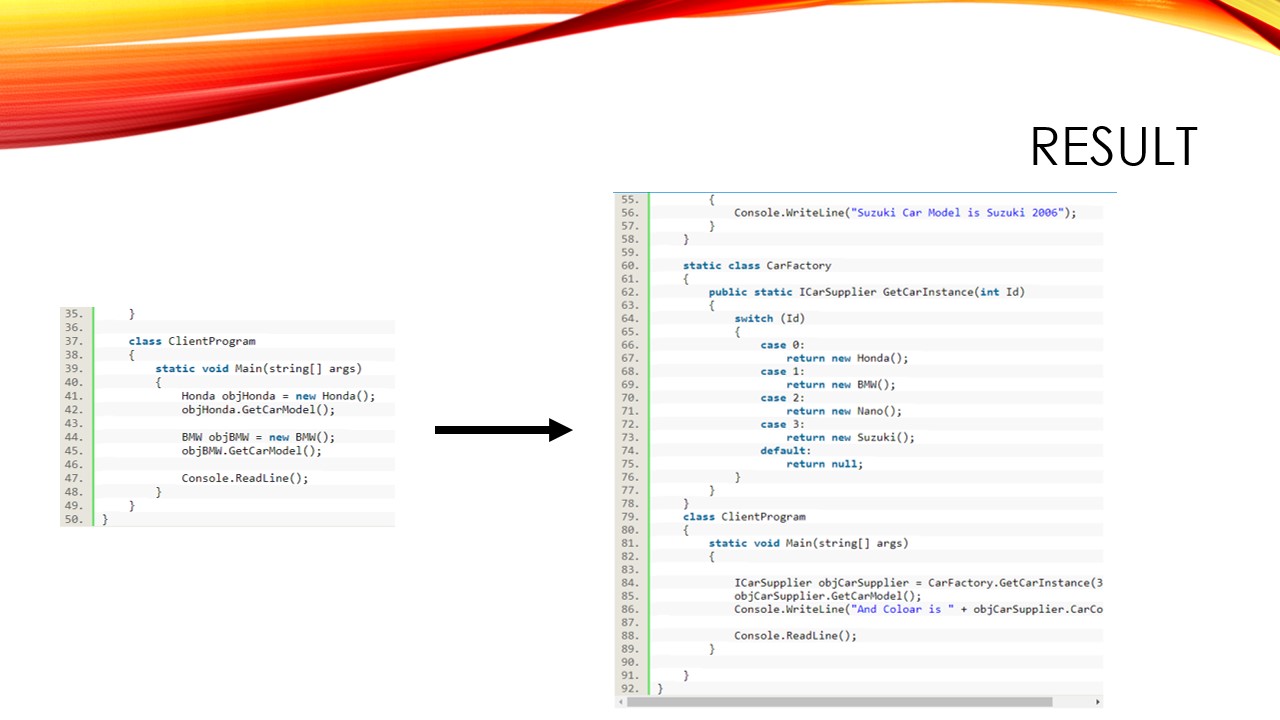 RESULT
35. }
36.
37. class ClientProgram
38. {
39. static void Main(string[] args)
40. {
41. Honda objHonda = new Honda();
42. objHonda.GetCarModel();
43.
44. BMW objBMW = new BMW();
45. objBMW.GetCarModel();
46.
47. Console.ReadLine();
48. }
49. }
50. }
55. {
56. Console.WriteLine("Suzuki Car Model is Suzuki 2006");
57. }
58. }
59.
60. static class CarFactory
61. {
62. public static ICarSupplier GetCarInstance(int Id)
63. {
64. switch (Id)
65. {
66. case 0:
67. return new Honda();
68. case 1:
69. return new BMW();
70. case 2:
71. return new Nano();
72. case 3:
73. return new Suzuki();
74. default:
75. return null;
76. }
77. }
78. }
79. class ClientProgram
80. {
81. static void Main(string[] args)
82. {
83.
84. ICarSupplier objCarSupplier = CarFactory.GetCarInstance(3
85. objCarSupplier.GetCarModel();
86. Console.WriteLine("And Coloar is " + objCarSupplier.CarCo
87.
88. Console.ReadLine();
89. }
90.
91. }
92. }